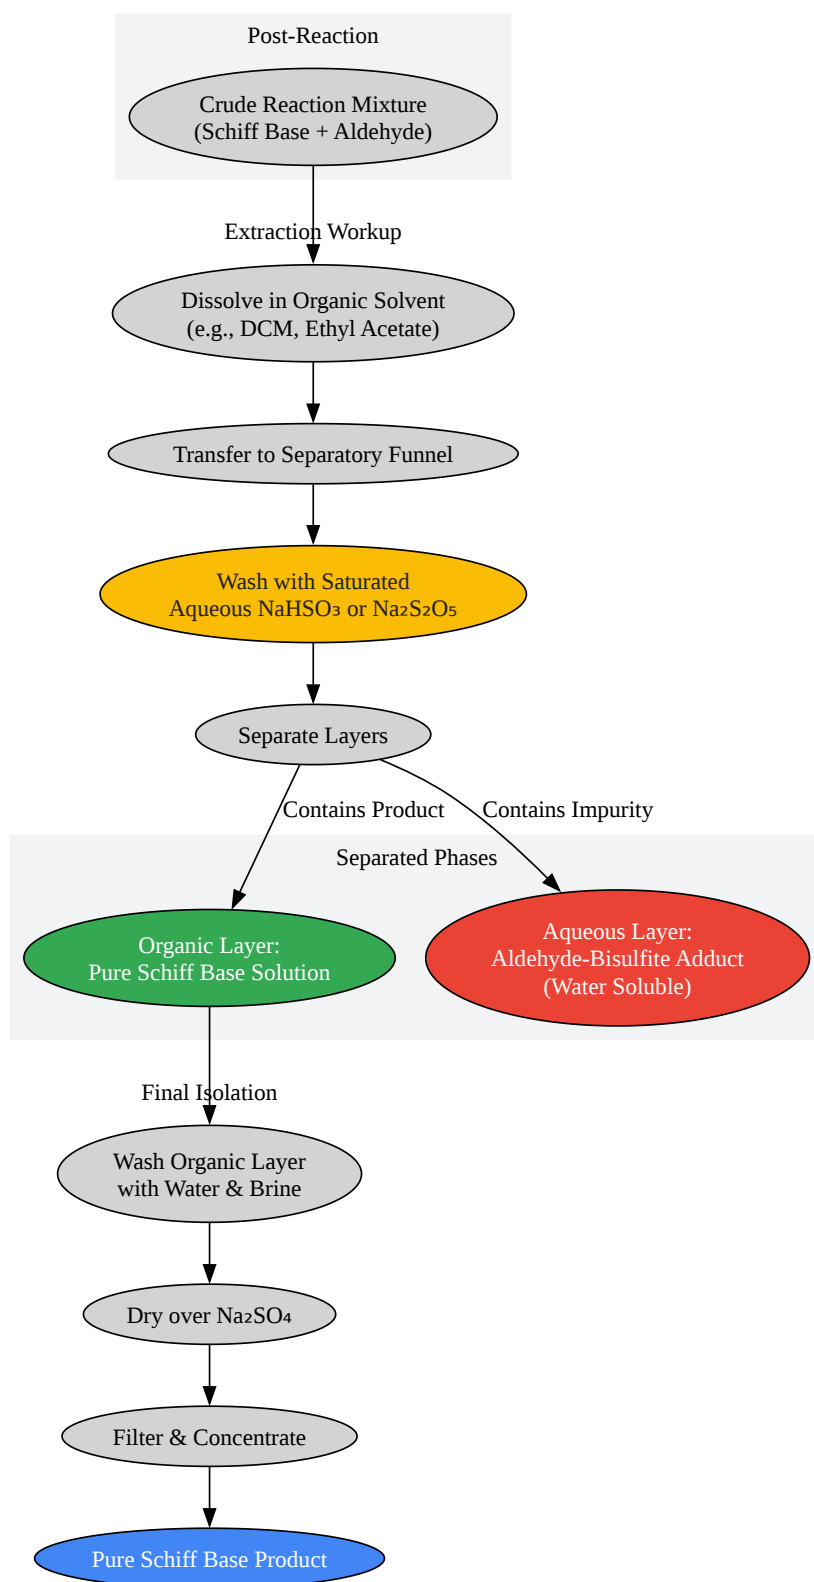 Post-Reaction
Crude Reaction Mixture
(Schiff Base + Aldehyde)
Extraction Workup
Dissolve in Organic Solvent
(e.g., DCM, Ethyl Acetate)
Transfer to Separatory Funnel
Wash with Saturated
Aqueous NaHSO₃ or Na₂S₂O₅
Separate Layers
Contains Product
Contains Impurity
Separated Phases
Organic Layer:
Pure Schiff Base Solution
Aqueous Layer:
Aldehyde-Bisulfite Adduct
(Water Soluble)
Final Isolation
Wash Organic Layer
with Water & Brine
Dry over Na₂SO₄
Filter & Concentrate
Pure Schiff Base Product